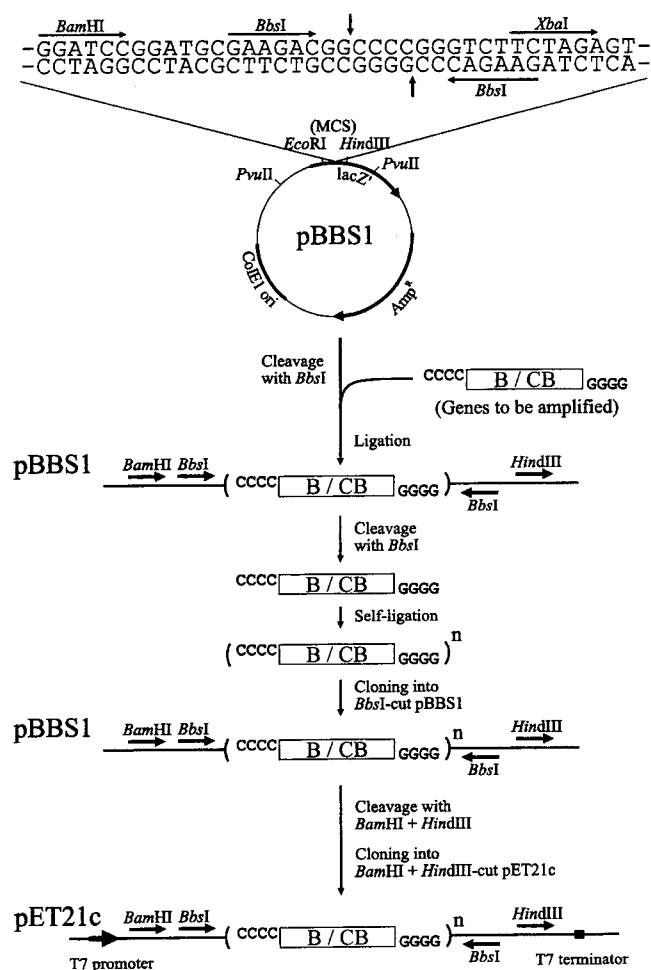 BamHI BbsI XbaI
-GGATCCGGATGCGAAGACGGCCCCGGGTCTTCTAGAGT-
-CCTAGGCCTACGCTTCTGCCGGGGCCCAGAAGATCTCA-
BbsI
(MCS)
EcoRI HindIII
PvuII lacZ' PvuII
pBBS1
ColE1 ori AmpR
Cleavage
with BbsI
CCCC B / CB GGGG
(Genes to be amplified)
Ligation
pBBS1 BamHI BbsI ( CCCC B / CB GGGG ) HindIII
BbsI
Cleavage
with BbsI
CCCC B / CB GGGG
Self-ligation
( CCCC B / CB GGGG )n
Cloning into
BbsI-cut pBBS1
pBBS1 BamHI BbsI ( CCCC B / CB GGGG )n HindIII
BbsI
Cleavage with
BamHI + HindIII
Cloning into
BamHI + HindIII-cut pET21c
pET21c BamHI BbsI ( CCCC B / CB GGGG )n HindIII
BbsI
T7 promoter T7 terminator